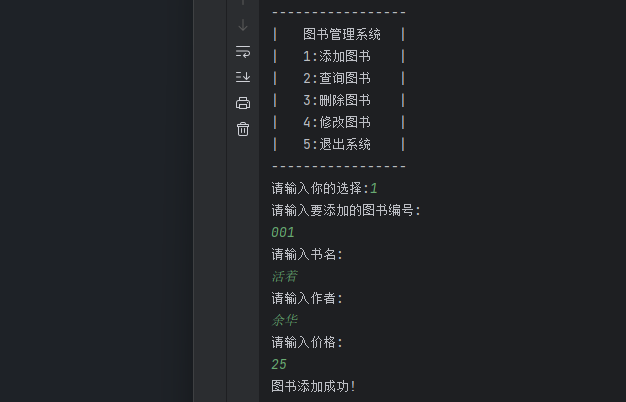 -----------------
|   图书管理系统  |
|   1:添加图书   |
|   2:查询图书   |
|   3:删除图书   |
|   4:修改图书   |
|   5:退出系统   |
-----------------
请输入你的选择:1
请输入要添加的图书编号:
001
请输入书名:
活着
请输入作者:
余华
请输入价格:
25
图书添加成功!